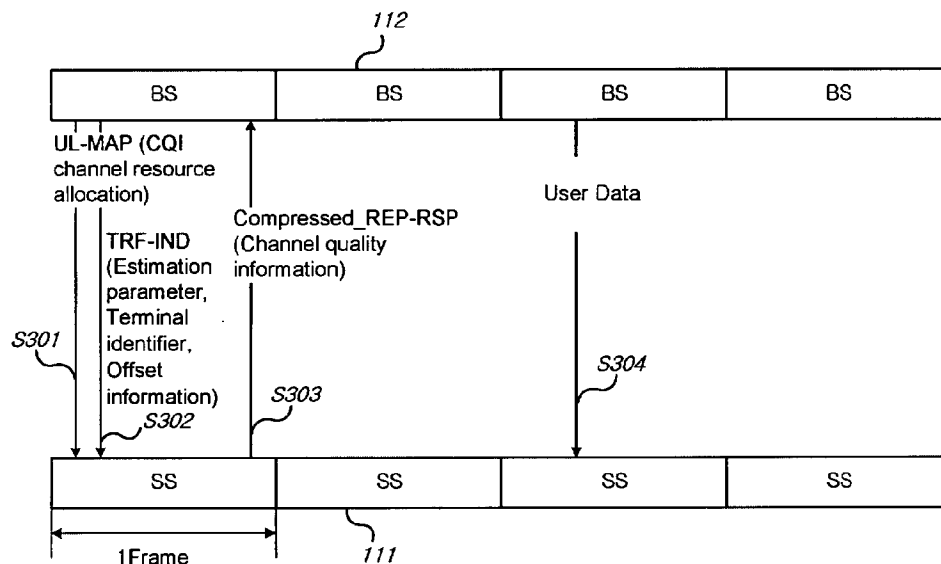 112
BS
BS
BS
BS
UL-MAP (CQI
channel resource
allocation)
TRF-IND
(Estimation
parameter,
Terminal
identifier,
Offset
information)
Compressed_REP-RSP
(Channel quality
information)
User Data
S301
S302
S303
S304
SS
SS
SS
SS
1Frame
111